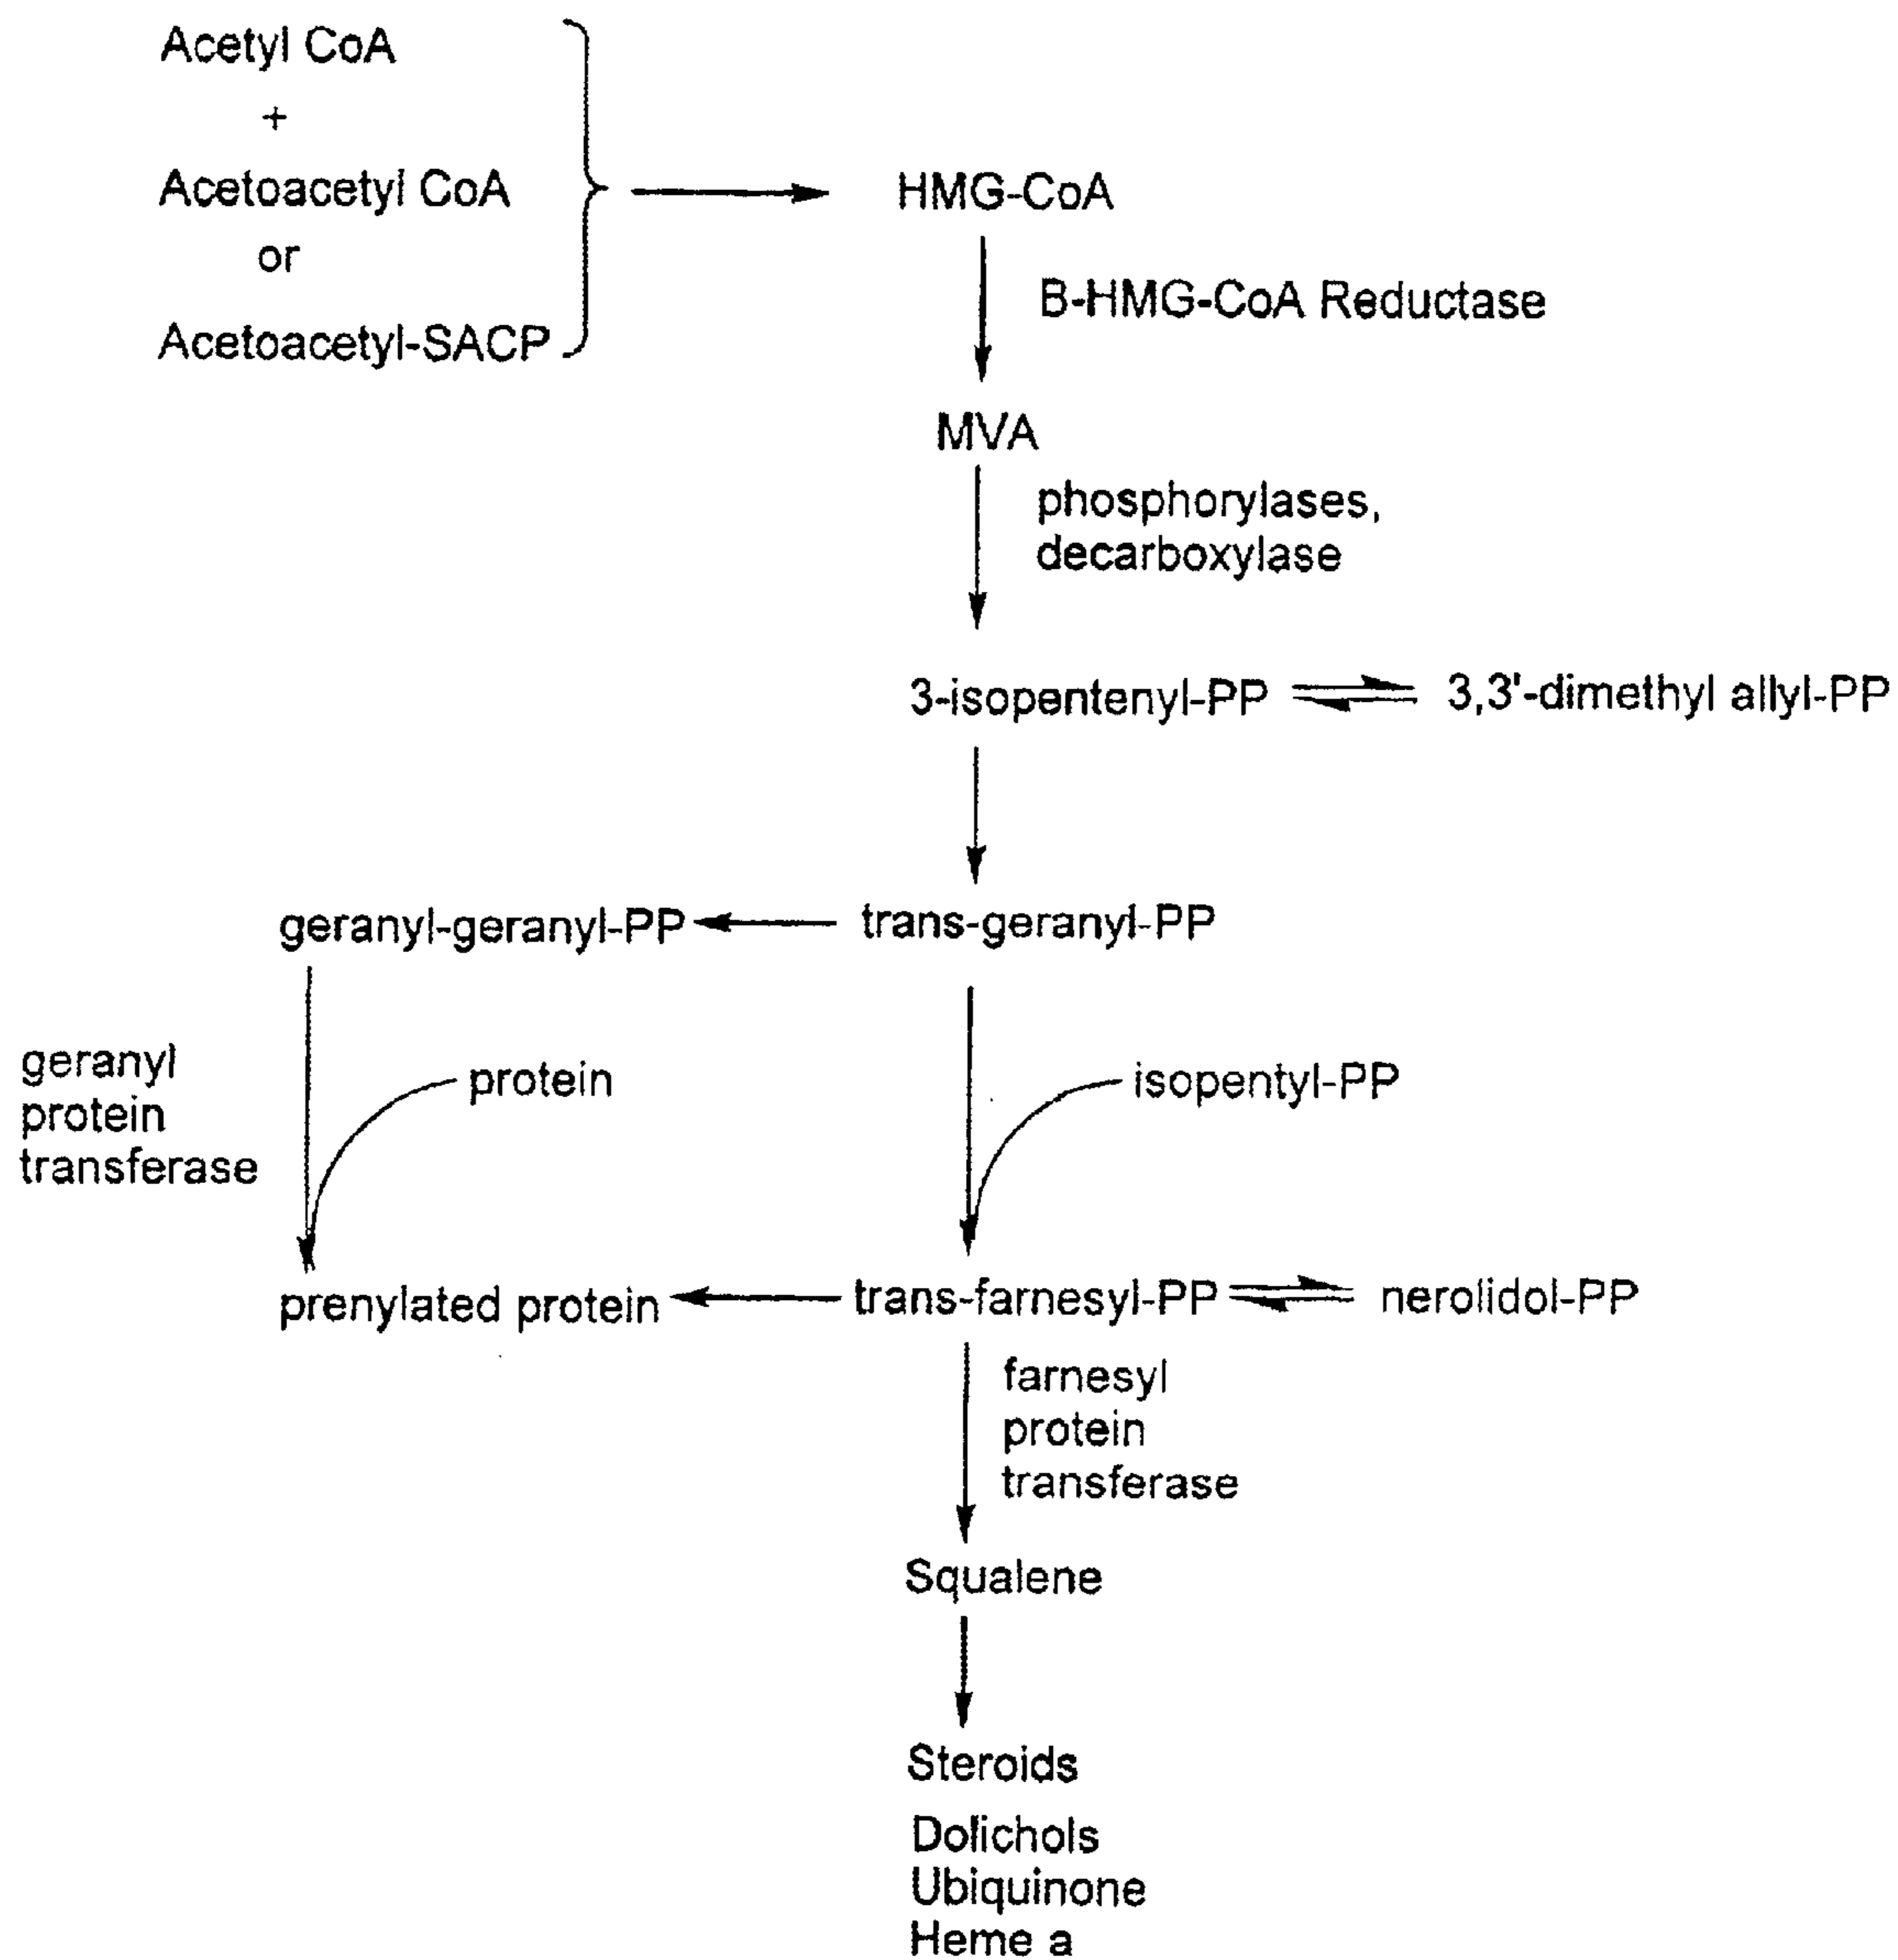 Acetyl CoA
+
Acetoacetyl CoA
or
Acetoacetyl-SACP
HMG-CoA
B-HMG-CoA Reductase
MVA
phosphorylases,
decarboxylase
3-isopentenyl-PP
3,3'-dimethyl allyl-PP
geranyl-geranyl-PP
trans-geranyl-PP
geranyl
protein
transferase
protein
isopentyl-PP
prenylated protein
trans-farnesyl-PP
nerolidol-PP
farnesyl
protein
transferase
Squalene
Steroids
Dolichols
Ubiquinone
Heme a